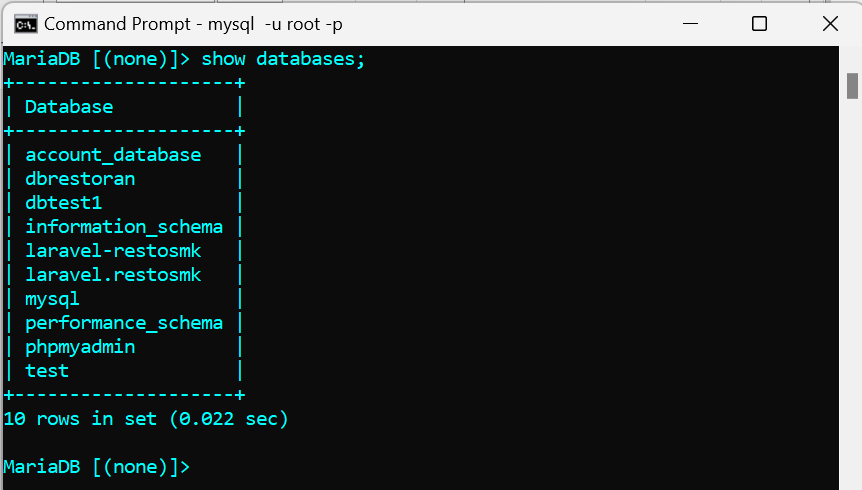 Command Prompt - mysql  -u root -p
MariaDB [(none)]> show databases;
+--------------------+
| Database           |
+--------------------+
| account_database   |
| dbrestoran         |
| dbtest1            |
| information_schema |
| laravel-restosmk   |
| laravel.restosmk   |
| mysql              |
| performance_schema |
| phpmyadmin         |
| test               |
+--------------------+
10 rows in set (0.022 sec)
MariaDB [(none)]>